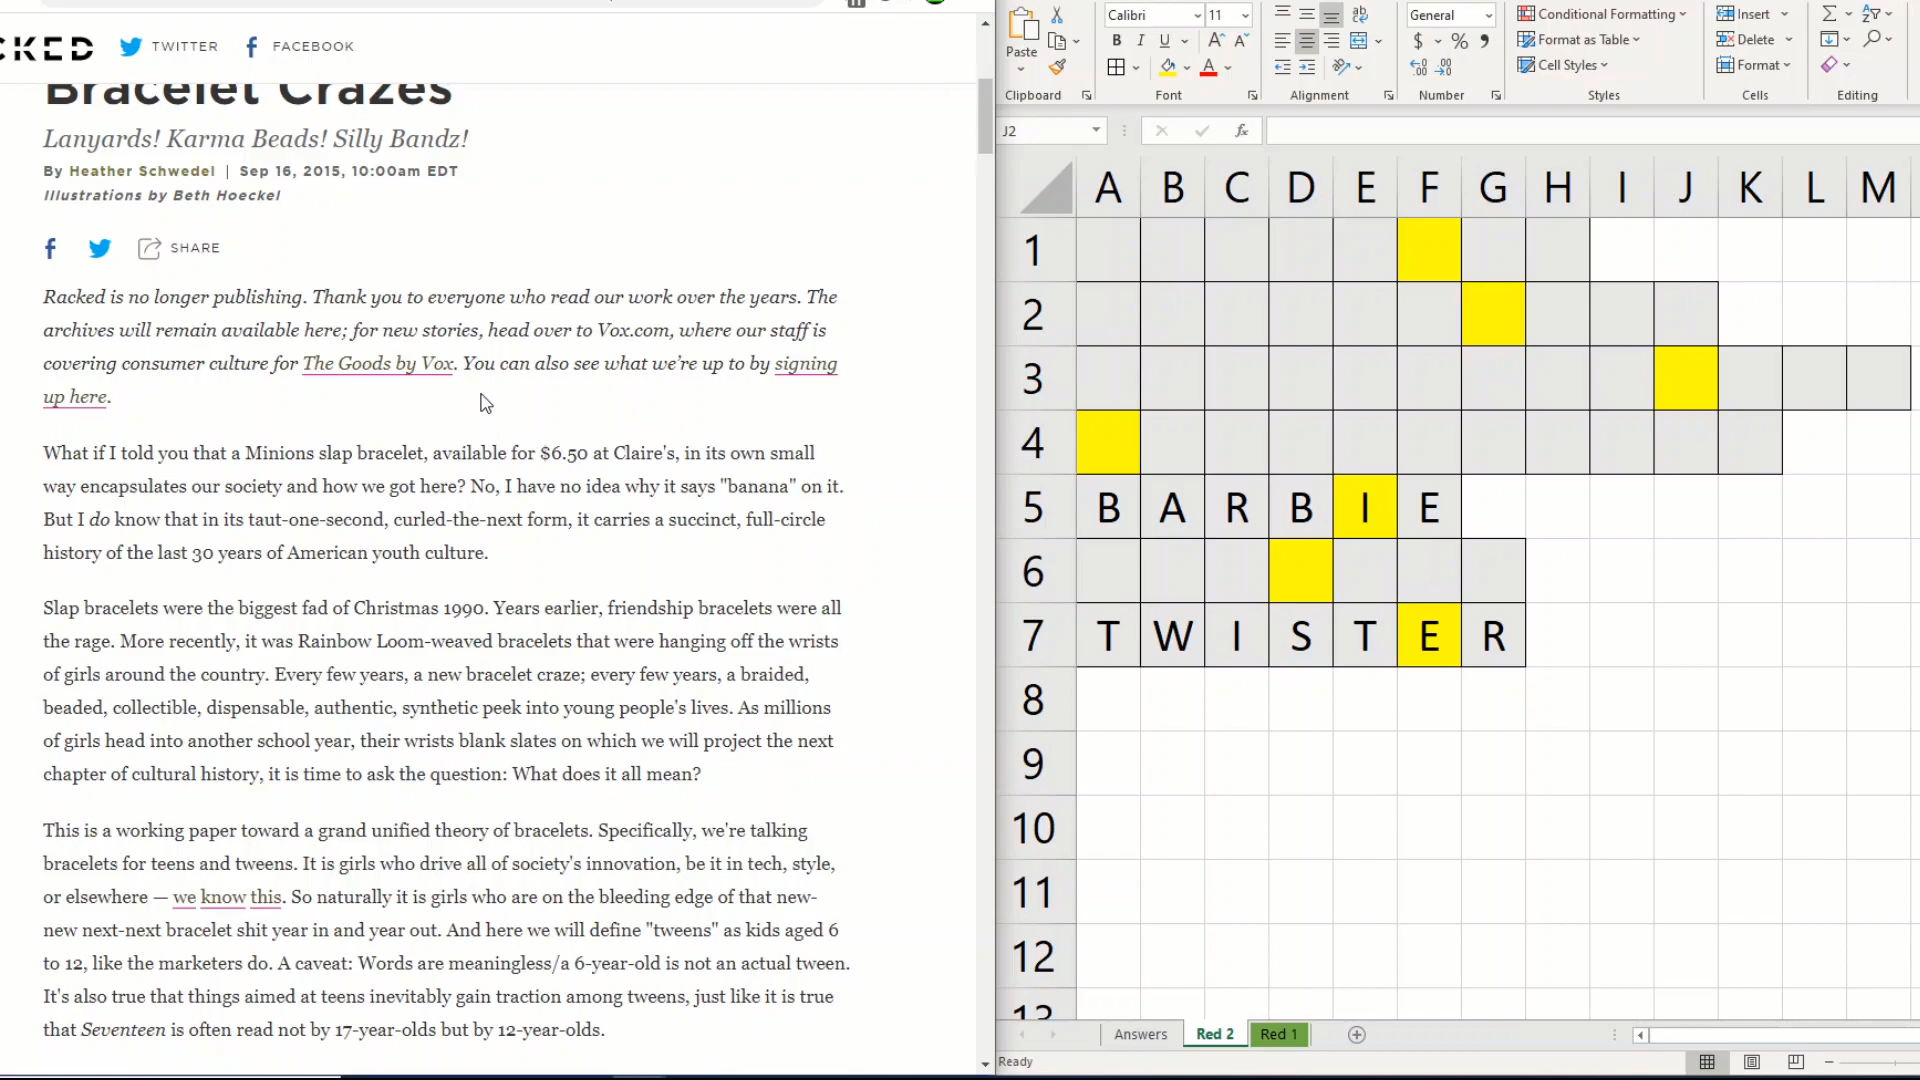 CKED TWITTER FACEBOOK
Bracelet Crazes
Lanyards! Karma Beads! Silly Bandz!
By Heather Schwedel | Sep 16, 2015, 10:00am EDT
Illustrations by Beth Hoeckel
SHARE
Racked is no longer publishing. Thank you to everyone who read our work over the years. The
archives will remain available here; for new stories, head over to Vox.com, where our staff is
covering consumer culture for The Goods by Vox. You can also see what we're up to by signing
up here.
What if I told you that a Minions slap bracelet, available for $6.50 at Claire's, in its own small
way encapsulates our society and how we got here? No, I have no idea why it says "banana" on it.
But I do know that in its taut-one-second, curled-the-next form, it carries a succinct, full-circle
history of the last 30 years of American youth culture.
Slap bracelets were the biggest fad of Christmas 1990. Years earlier, friendship bracelets were all
the rage. More recently, it was Rainbow Loom-weaved bracelets that were hanging off the wrists
of girls around the country. Every few years, a new bracelet craze; every few years, a braided,
beaded, collectible, dispensable, authentic, synthetic peek into young people's lives. As millions
of girls head into another school year, their wrists blank slates on which we will project the next
chapter of cultural history, it is time to ask the question: What does it all mean?
This is a working paper toward a grand unified theory of bracelets. Specifically, we're talking
bracelets for teens and tweens. It is girls who drive all of society's innovation, be it in tech, style,
or elsewhere — we know this. So naturally it is girls who are on the bleeding edge of that new-
new next-next bracelet shit year in and year out. And here we will define "tweens" as kids aged 6
to 12, like the marketers do. A caveat: Words are meaningless/a 6-year-old is not an actual tween.
It's also true that things aimed at teens inevitably gain traction among tweens, just like it is true
that Seventeen is often read not by 17-year-olds but by 12-year-olds.
Calibri 11 General Conditional Formatting Insert
Paste B I U $ % Format as Table Delete
Cell Styles Format
Clipboard Font Alignment Number Styles Cells Editing
J2 fx
A B C D E F G H I J K L M
1
2
3
4
5 B A R B I E
6
7 T W I S T E R
8
9
10
11
12
13
Answers Red 2 Red 1
Ready